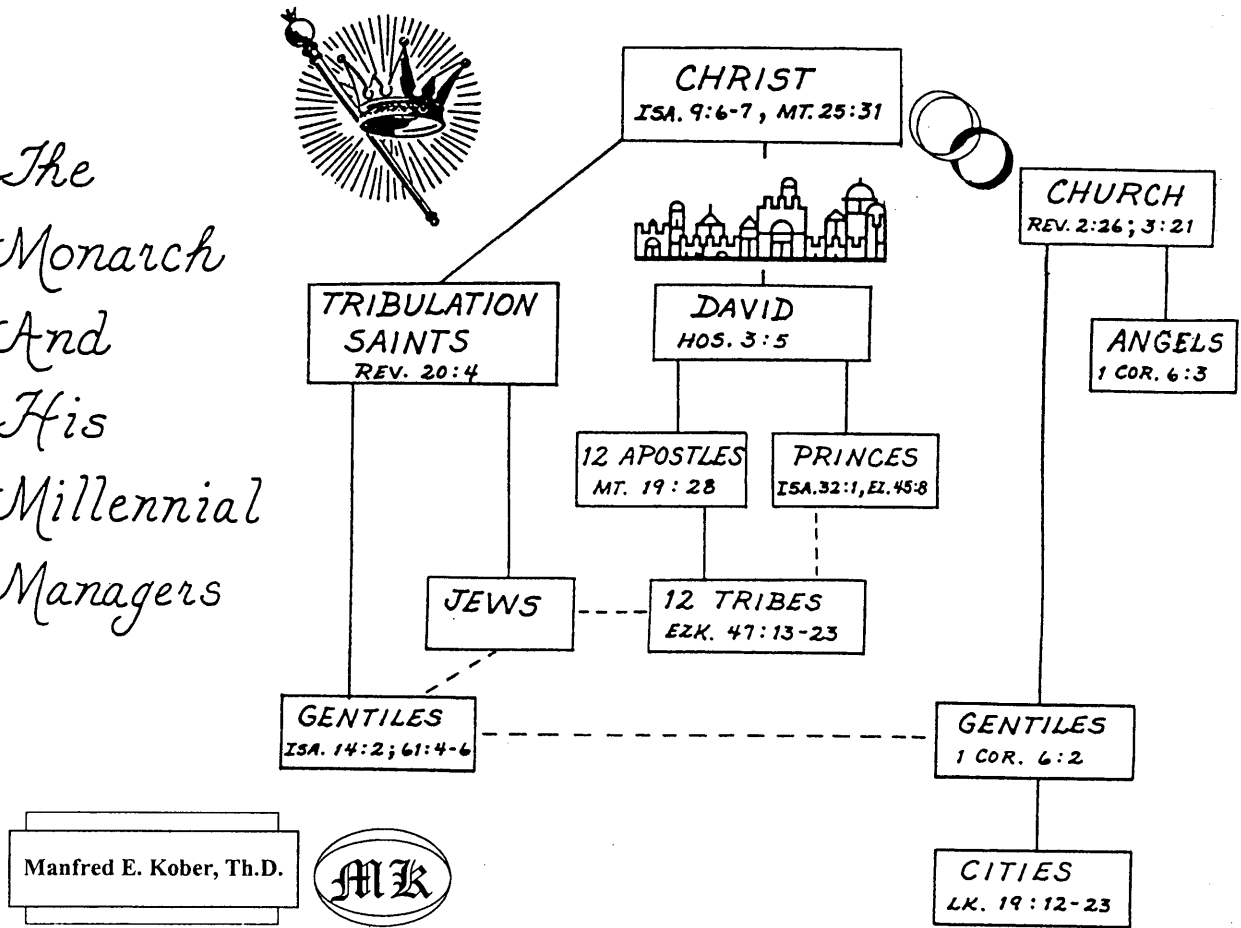 The
Monarch
And
His
Millennial
Managers
CHRIST
ISA. 9:6-7, MT. 25:31
CHURCH
REV. 2:26; 3:21
TRIBULATION
SAINTS
REV. 20:4
DAVID
HOS. 3:5
ANGELS
1 COR. 6:3
12 APOSTLES
MT. 19:28
PRINCES
ISA. 32:1, EZ. 45:8
JEWS
12 TRIBES
EZK. 47:13-23
GENTILES
ISA. 14:2; 61:4-6
GENTILES
1 COR. 6:2
CITIES
LK. 19:12-23
Manfred E. Kober, Th.D.
MK